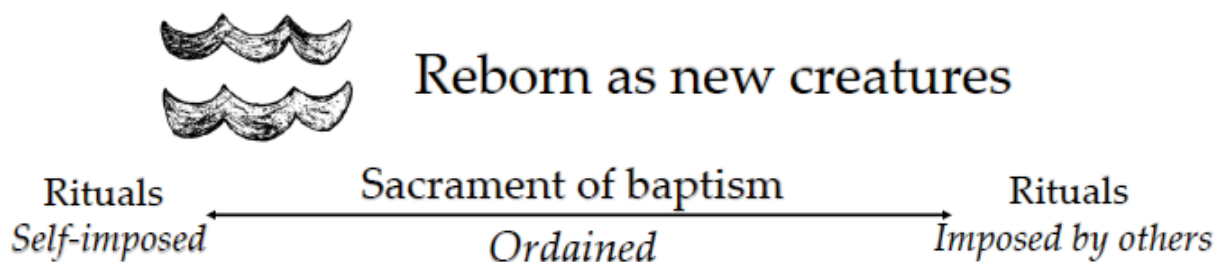 Reborn as new creatures
Rituals
Self-imposed
Sacrament of baptism
Ordained
Rituals
Imposed by others